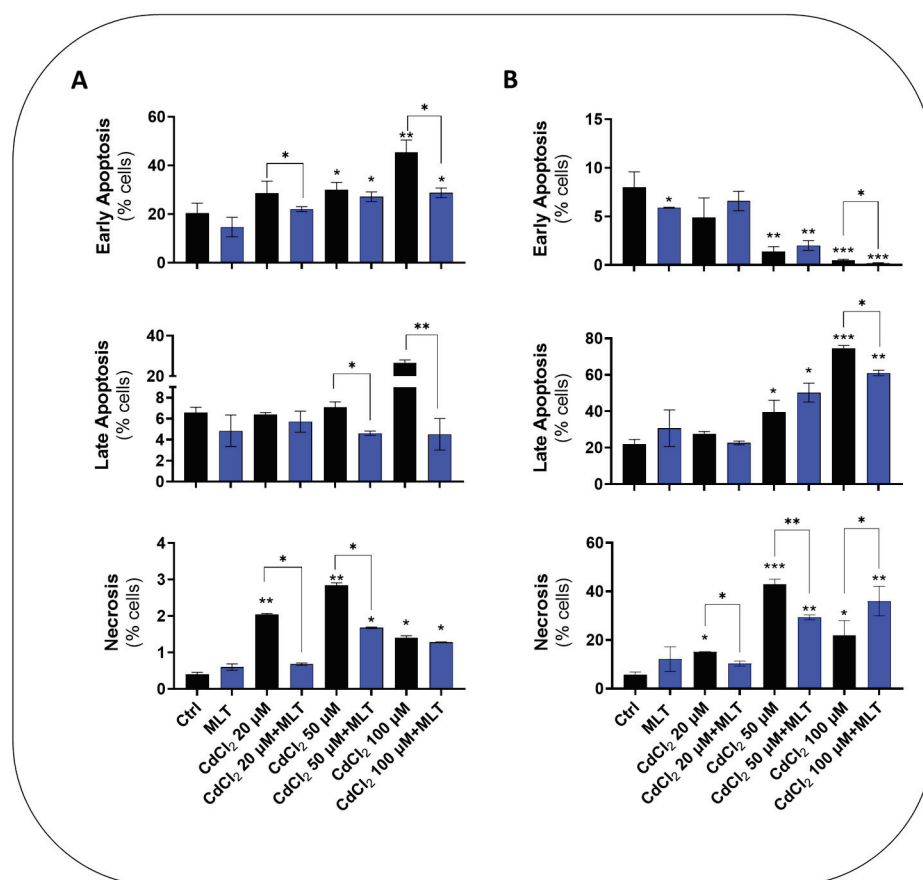 A
Early Apoptosis
(% cells)
60
40
20
0
*
*
*
**
*
*
Late Apoptosis
(% cells)
40
20
8
6
4
2
0
*
**
Necrosis
(% cells)
4
3
2
1
0
**
*
**
*
*
*
*
Ctrl
MLT
CdCl₂ 20 µM
CdCl₂ 20 µM+MLT
CdCl₂ 50 µM
CdCl₂ 50 µM+MLT
CdCl₂ 100 µM
CdCl₂ 100 µM+MLT
B
Early Apoptosis
(% cells)
15
10
5
0
*
**
**
***
*
***
Late Apoptosis
(% cells)
80
60
40
20
0
*
*
***
*
**
Necrosis
(% cells)
60
40
20
0
*
*
***
**
**
*
*
**
Ctrl
MLT
CdCl₂ 20 µM
CdCl₂ 20 µM+MLT
CdCl₂ 50 µM
CdCl₂ 50 µM+MLT
CdCl₂ 100 µM
CdCl₂ 100 µM+MLT